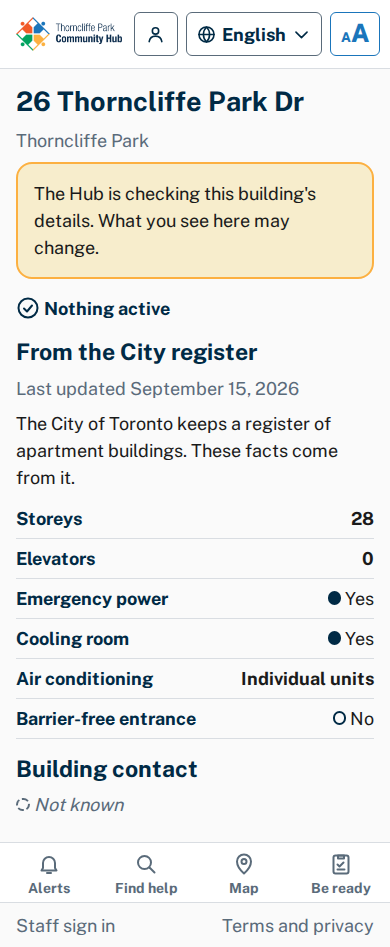 Thorncliffe Park
Community Hub
English
AA
26 Thorncliffe Park Dr
Thorncliffe Park
The Hub is checking this building's
details. What you see here may
change.
Nothing active
From the City register
Last updated September 15, 2026
The City of Toronto keeps a register of
apartment buildings. These facts come
from it.
Storeys 28
Elevators 0
Emergency power Yes
Cooling room Yes
Air conditioning Individual units
Barrier-free entrance No
Building contact
Not known
Alerts Find help Map Be ready
Staff sign in Terms and privacy